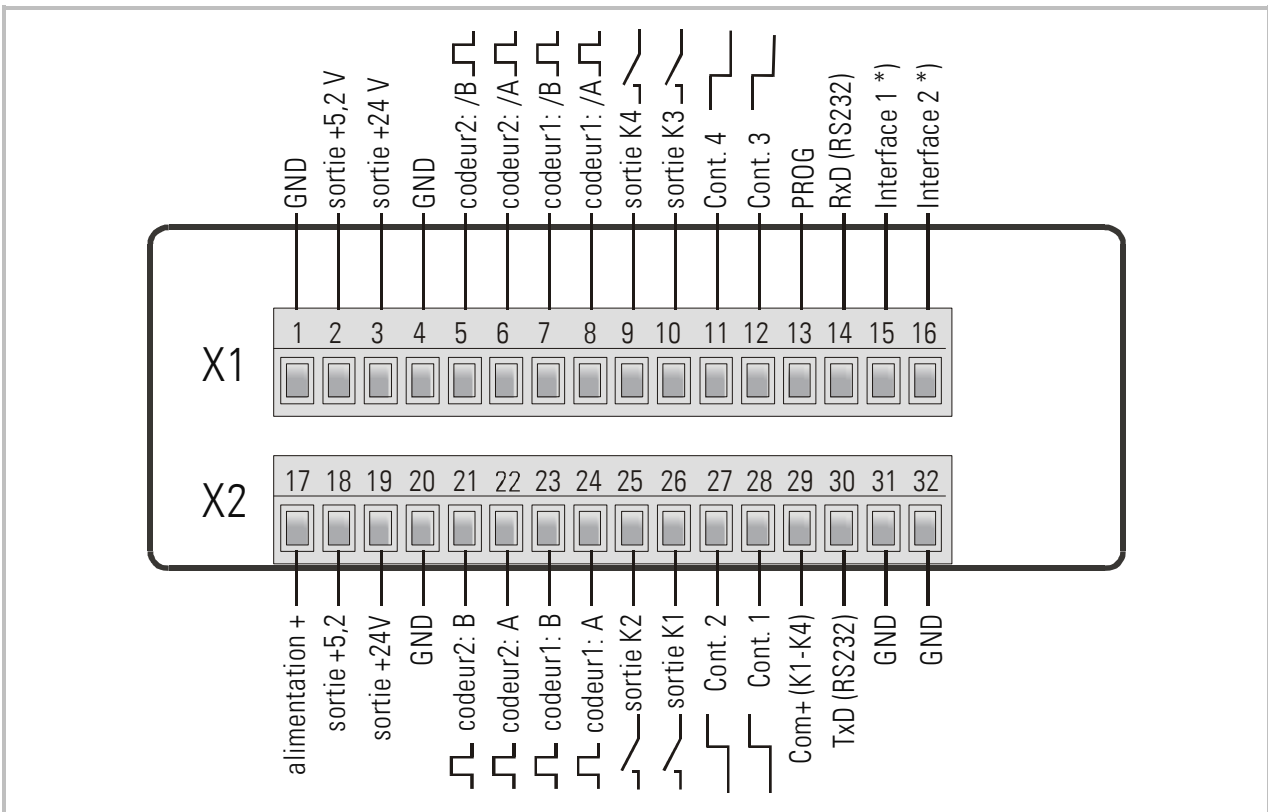 GND
sortie +5,2 V
sortie +24 V
GND
codeur2: /B
codeur2: /A
codeur1: /B
codeur1: /A
sortie K4
sortie K3
Cont. 4
Cont. 3
PROG
RxD (RS232)
Interface 1 *)
Interface 2 *)
X1
1 2 3 4 5 6 7 8 9 10 11 12 13 14 15 16
X2
17 18 19 20 21 22 23 24 25 26 27 28 29 30 31 32
alimentation +
sortie +5,2
sortie +24V
GND
codeur2: B
codeur2: A
codeur1: B
codeur1: A
sortie K2
sortie K1
Cont. 2
Cont. 1
Com+ (K1-K4)
TxD (RS232)
GND
GND